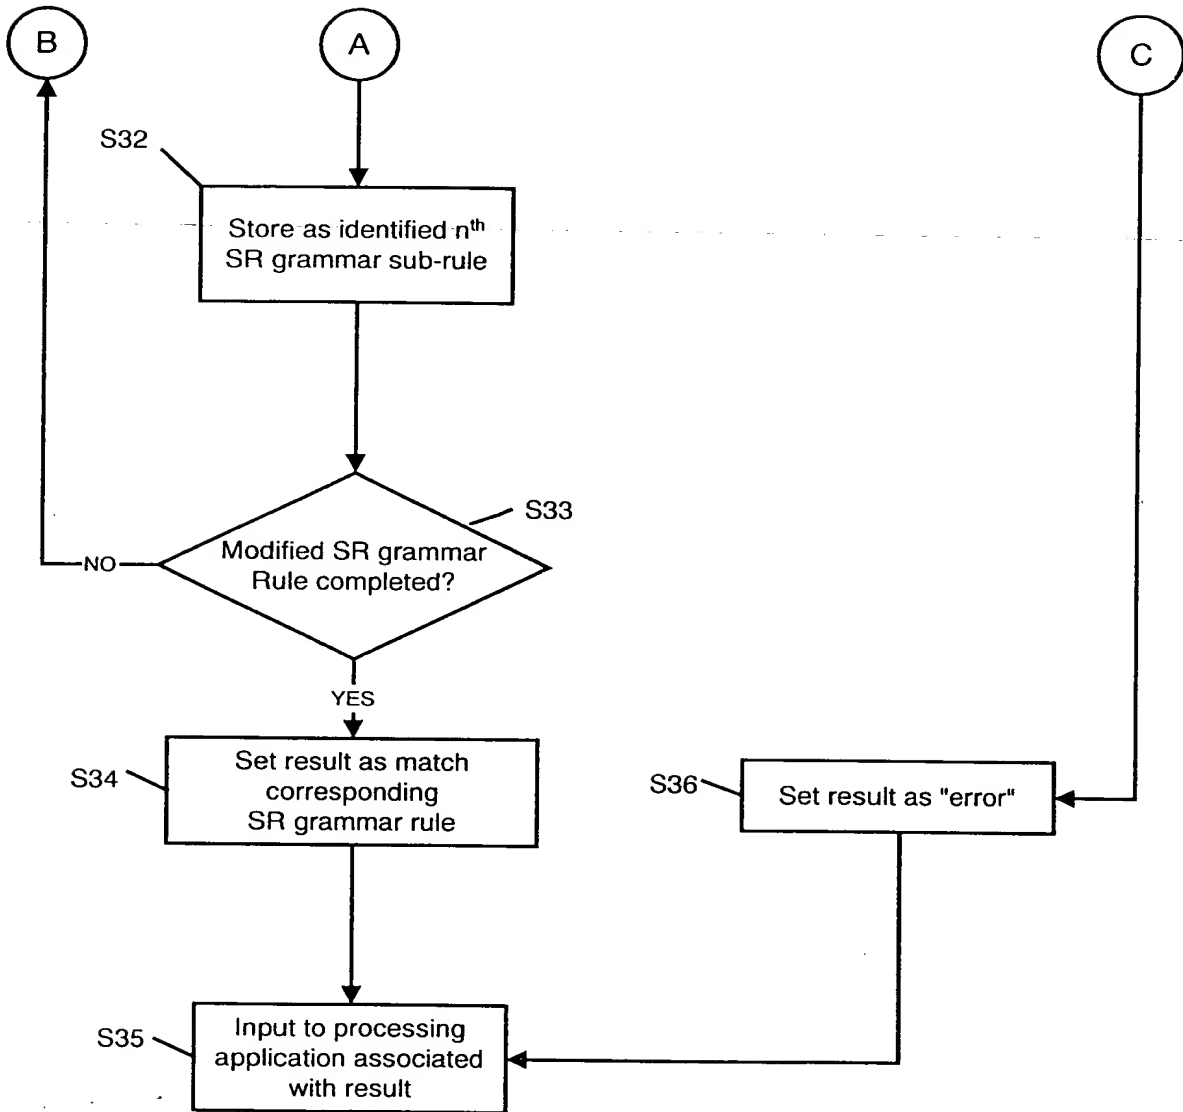 B
A
C
S32
Store as identified nth
SR grammar sub-rule
S33
Modified SR grammar
Rule completed?
NO
YES
S34
Set result as match
corresponding
SR grammar rule
S36
Set result as "error"
S35
Input to processing
application associated
with result